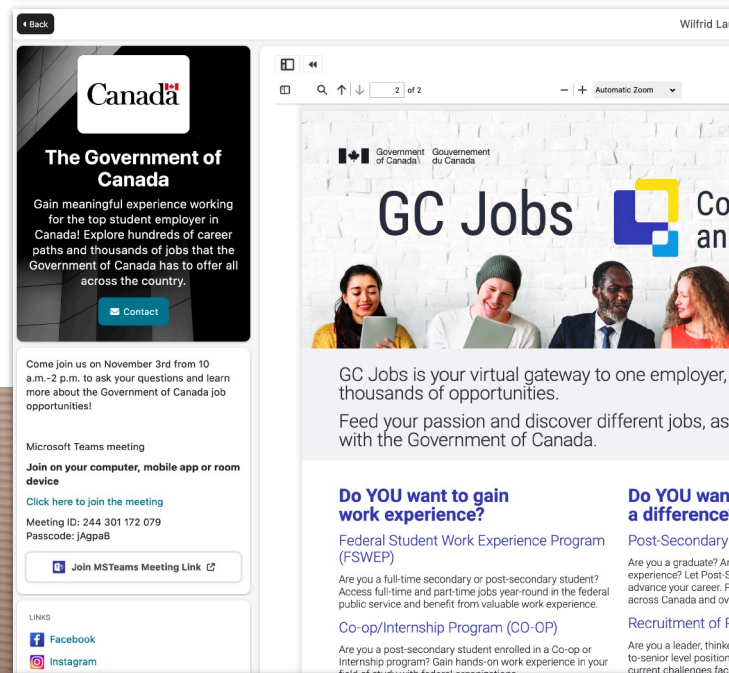 Back
Wilfrid
Canada
The Government of
Canada
Gain meaningful experience working
for the top student employer in
Canada! Explore hundreds of career
paths and thousands of jobs that the
Government of Canada has to offer all
across the country.
Contact
Come join us on November 3rd from 10
a.m.-2 p.m. to ask your questions and learn
more about the Government of Canada job
opportunities!
Microsoft Teams meeting
Join on your computer, mobile app or room
device
Click here to join the meeting
Meeting ID: 244 301 172 079
Passcode: jAgpaB
Join MSTeams Meeting Link
LINKS
Facebook
Instagram
2 of 2
Automatic Zoom
Government Gouvernement
of Canada du Canada
GC Jobs
Co
an
GC Jobs is your virtual gateway to one employer,
thousands of opportunities.
Feed your passion and discover different jobs, as
with the Government of Canada.
Do YOU want to gain
work experience?
Federal Student Work Experience Program
(FSWEP)
Are you a full-time secondary or post-secondary student?
Access full-time and part-time jobs year-round in the federal
public service and benefit from valuable work experience.
Co-op/Internship Program (CO-OP)
Are you a post-secondary student enrolled in a Co-op or
Internship program? Gain hands-on work experience in your
field of study with federal organizations.
Do YOU wan
a difference
Post-Secondary
Are you a graduate? A
experience? Let Post-S
advance your career. F
across Canada and ov
Recruitment of
Are you a leader, thinke
to-senior level position
current challenges fac